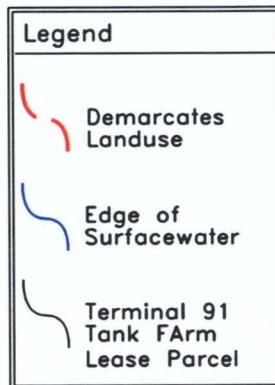 Legend
Demarcates
Landuse
Edge of
Surfacewater
Terminal 91
Tank FArm
Lease Parcel